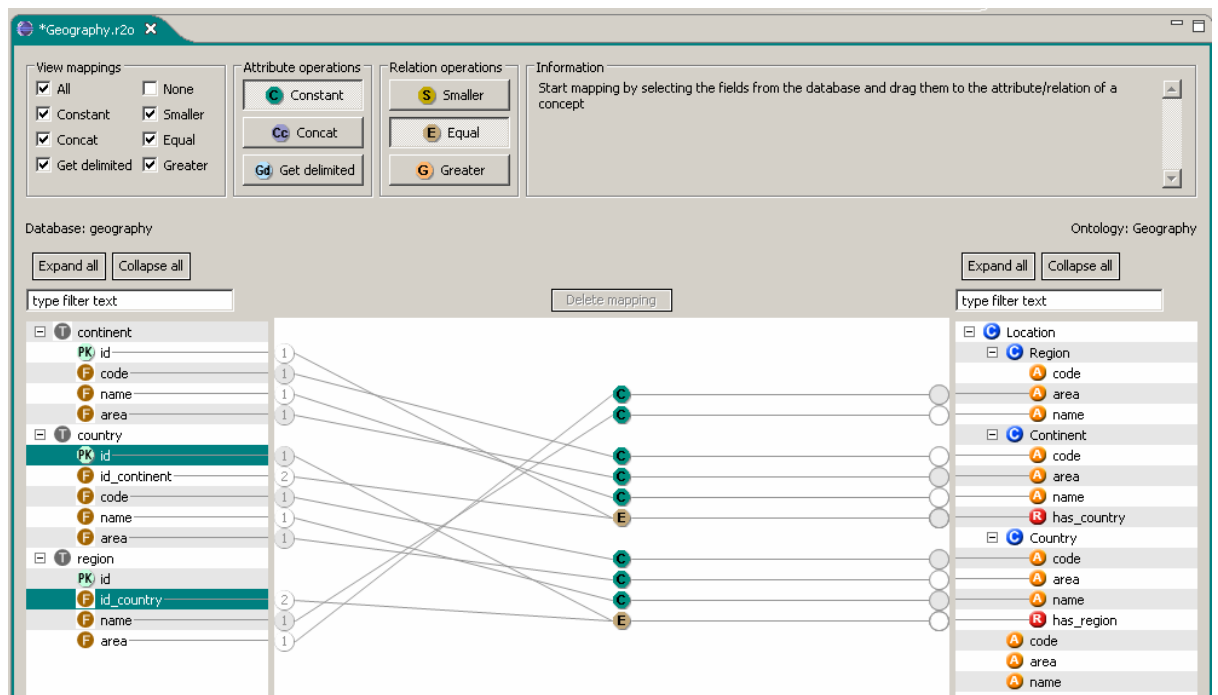 *Geography.r2o
View mappings
All
None
Constant
Smaller
Concat
Equal
Get delimited
Greater
Attribute operations
C Constant
Cc Concat
Gd Get delimited
Relation operations
S Smaller
E Equal
G Greater
Information
Start mapping by selecting the fields from the database and drag them to the attribute/relation of a
concept
Database: geography
Ontology: Geography
Expand all
Collapse all
Expand all
Collapse all
type filter text
Delete mapping
type filter text
T continent
PK id
F code
F name
F area
T country
PK id
F id_continent
F code
F name
F area
T region
PK id
F id_country
F name
F area
1
1
1
1
1
2
1
1
1
2
1
1
C
C
C
C
C
E
C
C
C
E
C Location
C Region
A code
A area
A name
C Continent
A code
A area
A name
R has_country
C Country
A code
A area
A name
R has_region
A code
A area
A name